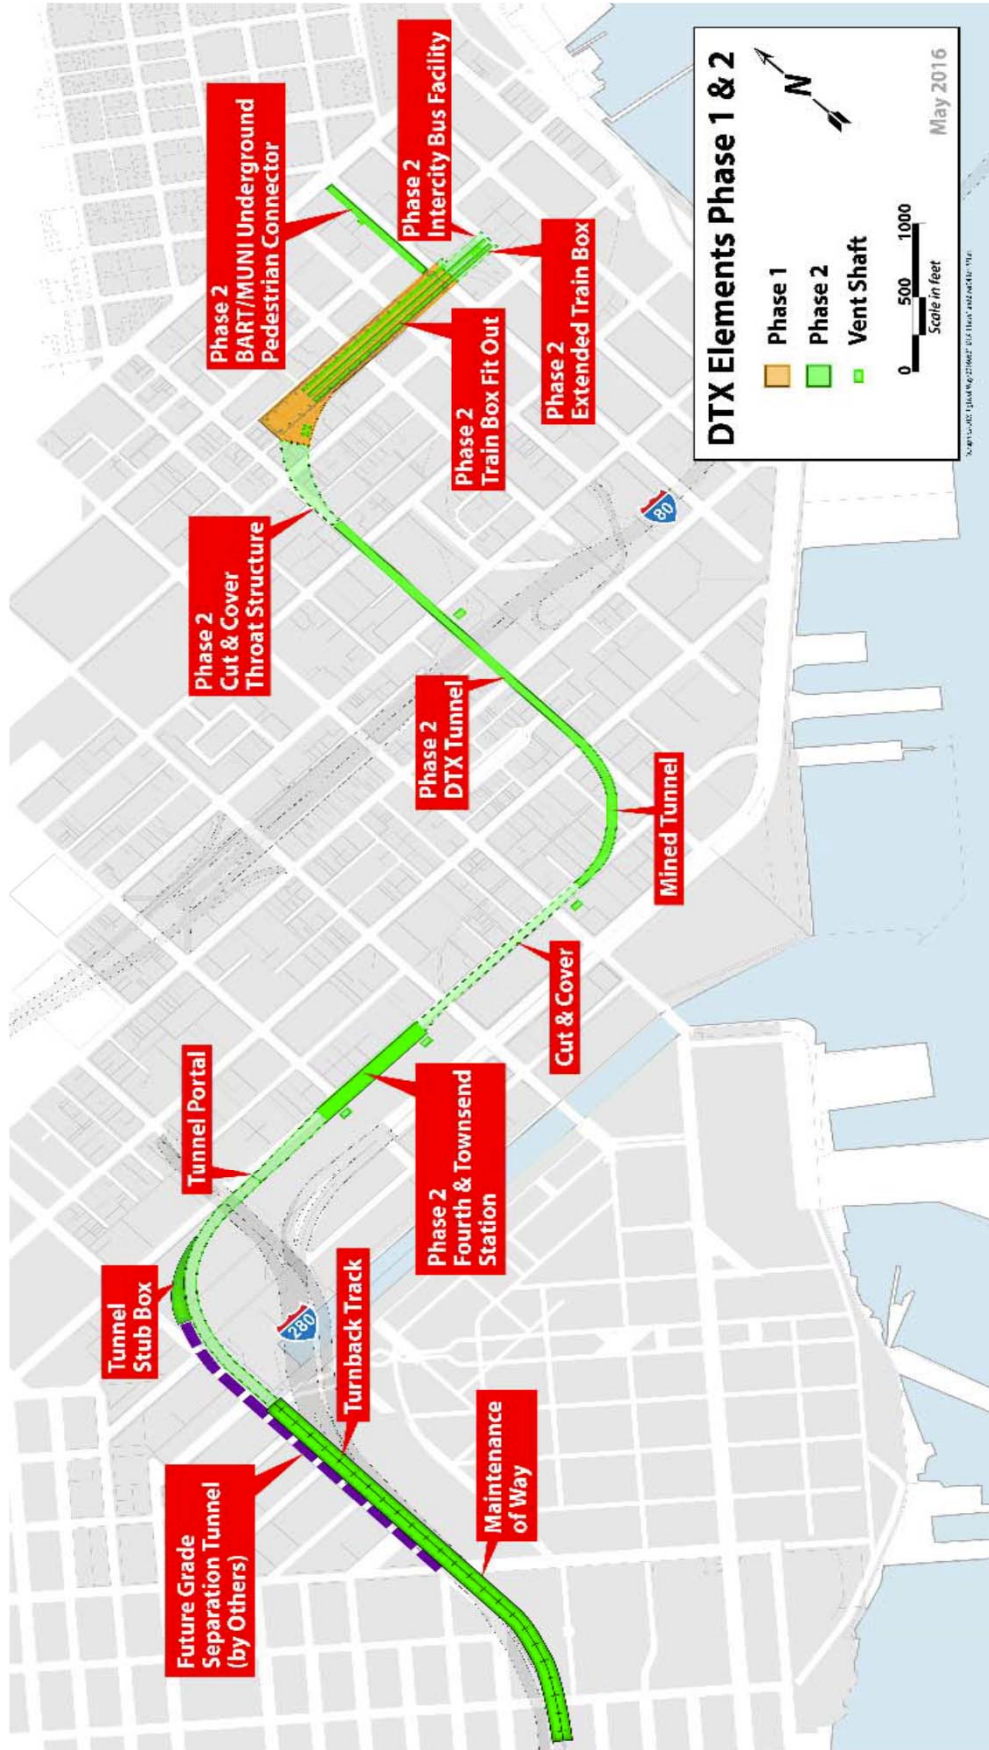 Future Grade
Separation Tunnel
(by Others)
Tunnel
Stub Box
Tunnel Portal
Phase 2
Cut & Cover
Throat Structure
Phase 2
BART/MUNI Underground
Pedestrian Connector
Phase 2
Intercity Bus Facility
Phase 2
Extended Train Box
Phase 2
Train Box Fit Out
Phase 2
DTX Tunnel
Mined Tunnel
Cut & Cover
Phase 2
Fourth & Townsend
Station
Turnback Track
Maintenance
of Way
280
80
DTX Elements Phase 1 & 2
Phase 1
Phase 2
Vent Shaft
N
0 500 1000
Scale in feet
May 2016